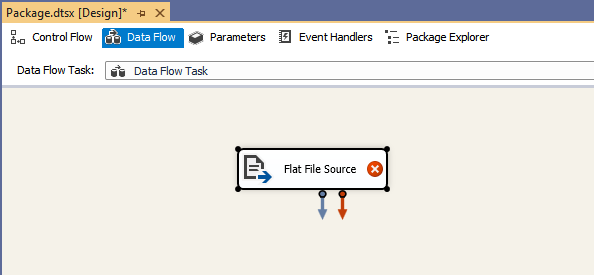 Package.dtsx [Design]*
Control Flow Data Flow Parameters Event Handlers Package Explorer
Data Flow Task: Data Flow Task
Flat File Source